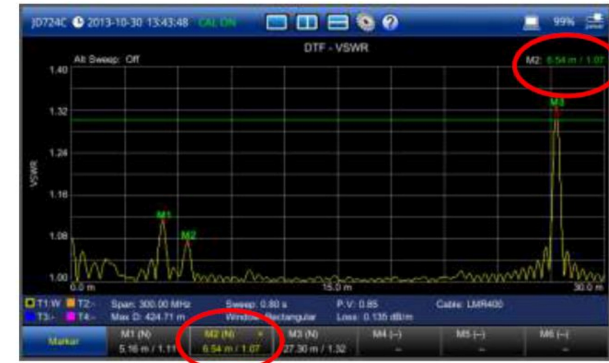 JD724C 2013-10-30 13:43:48 CAL ON 99%
DTF - VSWR
Alt Sweep: Off
M2: 6.54 m / 1.07
1.40
M3
1.32
1.24
VSWR
1.16
M1
M2
1.08
1.00
0.0 m 15.0 m 30.0 m
T1:W T2:- Span: 300.00 MHz Sweep: 0.80 s P.V: 0.85 Cable: LMR400
T3:- T4:- Max D: 424.71 m Window: Rectangular Loss: 0.135 dB/m
Marker M1 (N) M2 (N) M3 (N) M4 (--) M5 (--) M6 (--)
5.16 m / 1.11 6.54 m / 1.07 27.30 m / 1.32 -- -- --